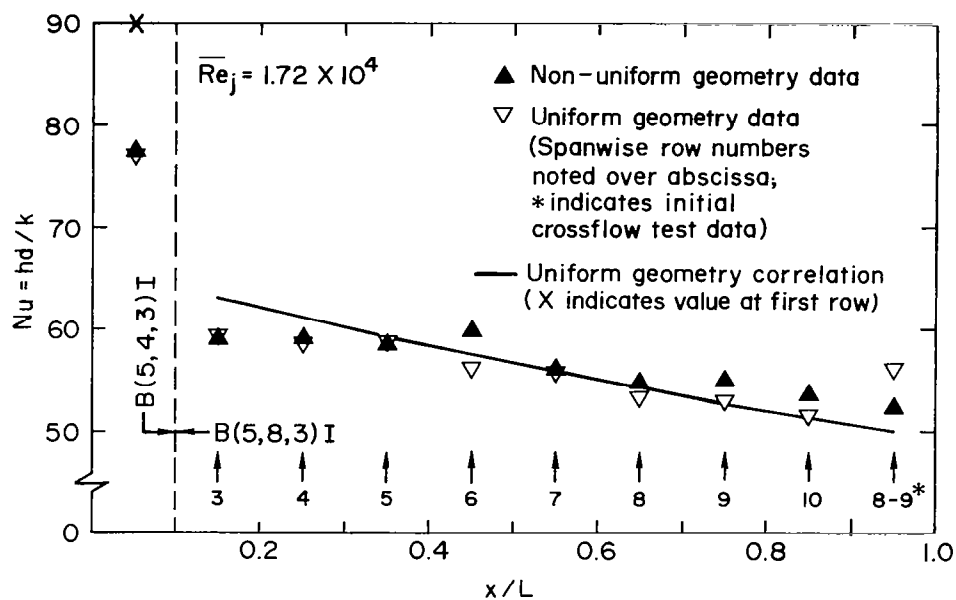 90
80
70
60
50
0
Nu = hd/k
R̅e̅ⱼ = 1.72 X 10⁴
▲ Non-uniform geometry data
▽ Uniform geometry data
(Spanwise row numbers
noted over abscissa;
* indicates initial
crossflow test data)
— Uniform geometry correlation
(X indicates value at first row)
B(5,4,3)I
B(5,8,3)I
3 4 5 6 7 8 9 10 8-9*
0.2 0.4 0.6 0.8 1.0
x/L